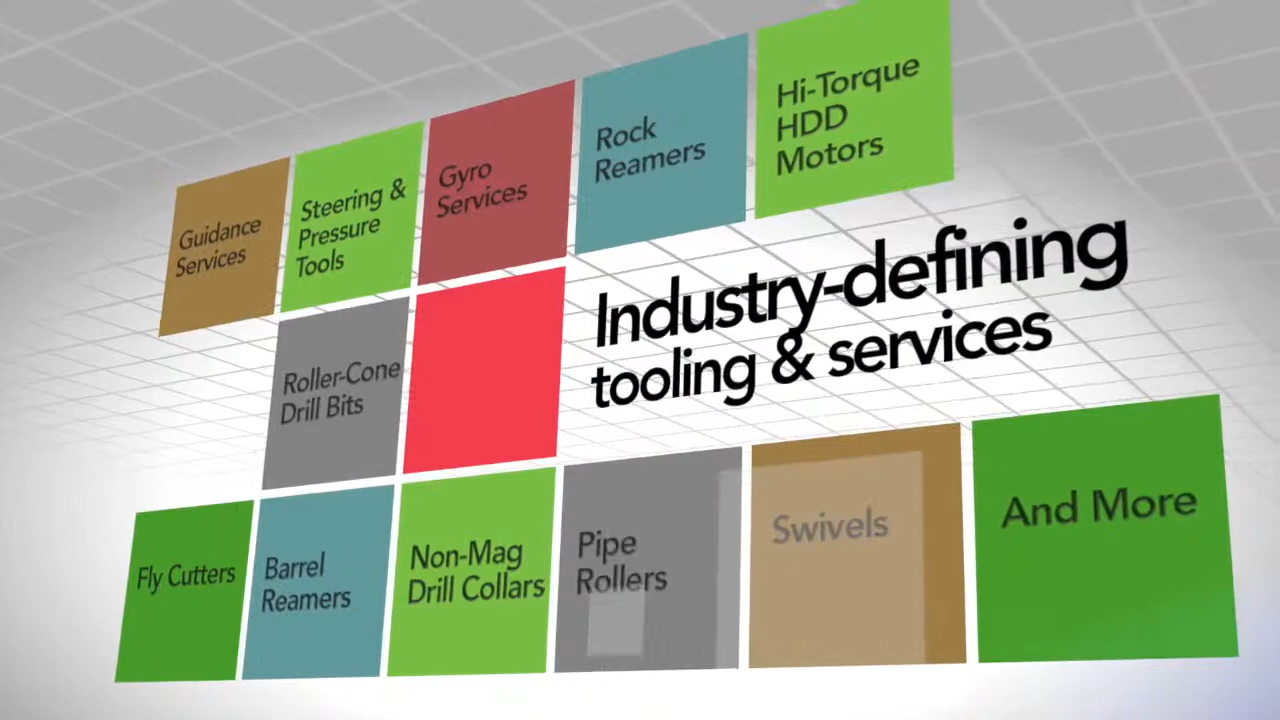 Guidance
Services
Steering &
Pressure
Tools
Gyro
Services
Rock
Reamers
Hi-Torque
HDD
Motors
Roller-Cone
Drill Bits
Industry-defining
tooling & services
Fly Cutters
Barrel
Reamers
Non-Mag
Drill Collars
Pipe
Rollers
Swivels
And More